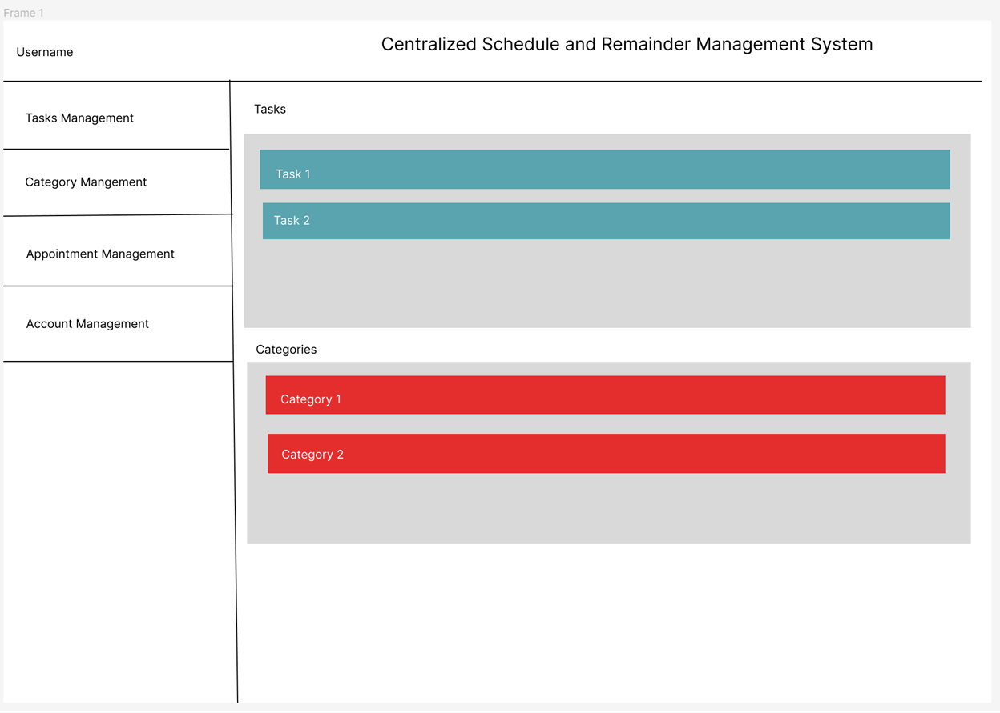 Frame 1
Username
Centralized Schedule and Remainder Management System
Tasks Management
Category Mangement
Appointment Management
Account Management
Tasks
Task 1
Task 2
Categories
Category 1
Category 2